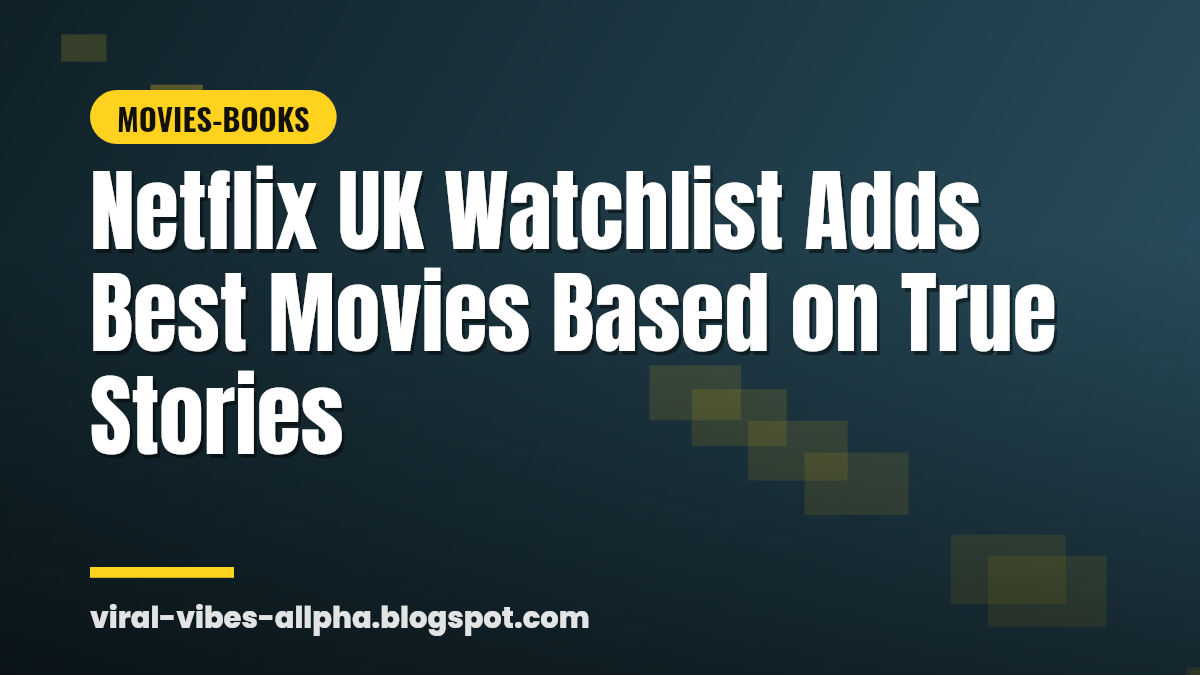 MOVIES-BOOKS
Netflix UK Watchlist Adds
Best Movies Based on True
Stories
viral-vibes-allpha.blogspot.com